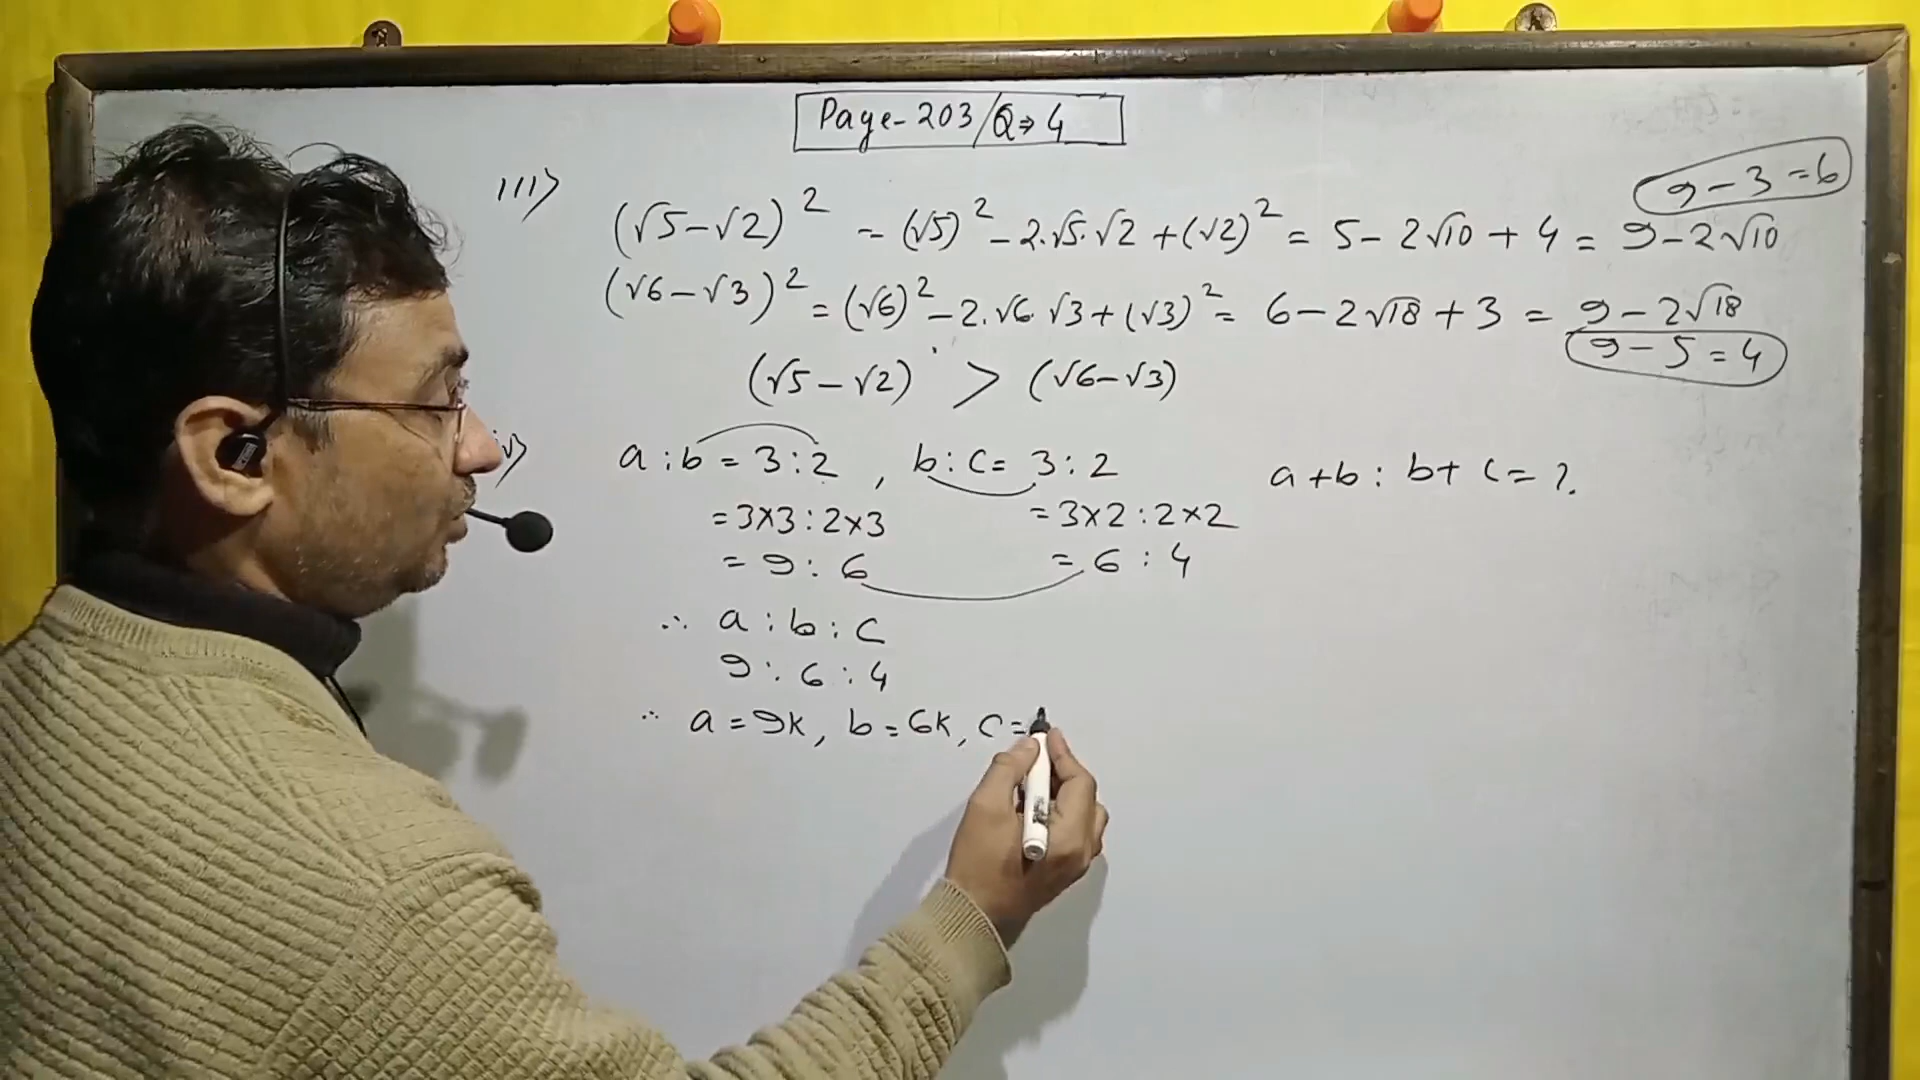 Page-203/Q⇒4
III) (√5-√2)² = (√5)² - 2.√5.√2 + (√2)² = 5 - 2√10 + 4 = 9 - 2√10
9 - 3 = 6
(√6-√3)² = (√6)² - 2.√6.√3 + (√3)² = 6 - 2√18 + 3 = 9 - 2√18
9 - 5 = 4
(√5-√2) > (√6-√3)
iv) a:b = 3:2, b:c = 3:2 a+b : b+c = ?
= 3×3 : 2×3 = 3×2 : 2×2
= 9 : 6 = 6 : 4
∴ a : b : c
9 : 6 : 4
∴ a = 9k, b = 6k, c =